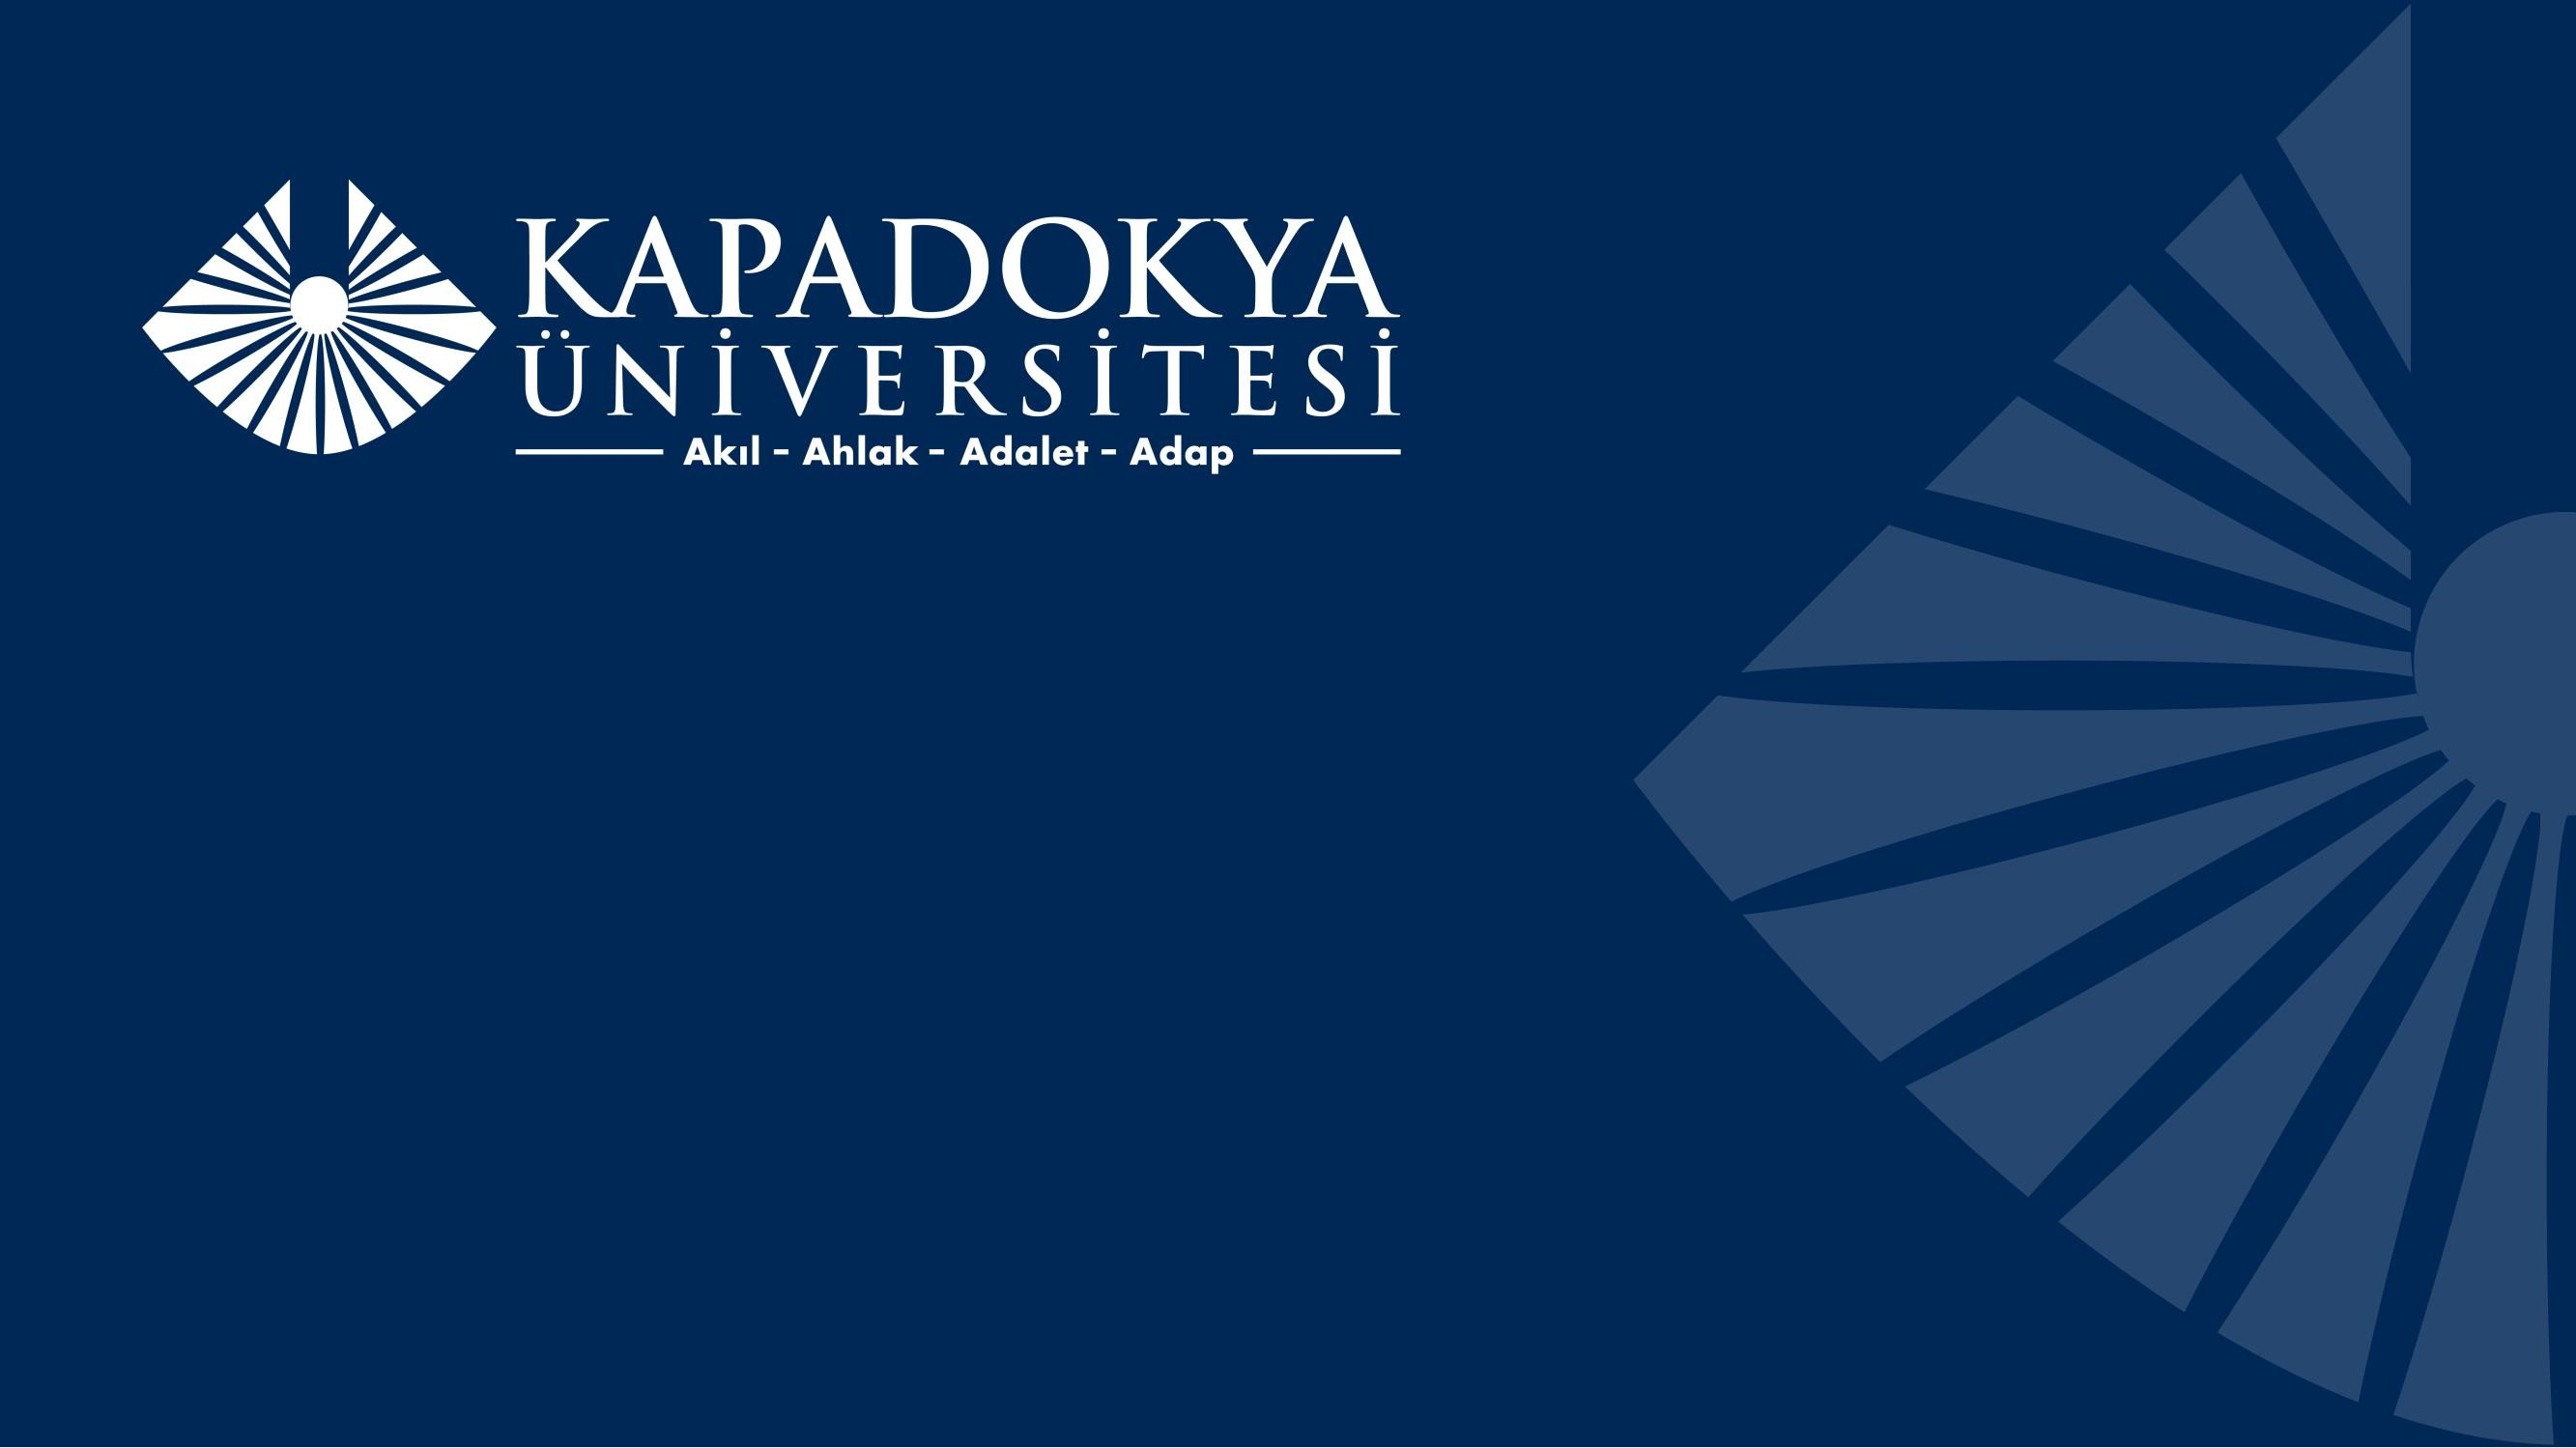 KAPADOKYA
ÜNİVERSİTESİ
Akıl - Ahlak - Adalet - Adap